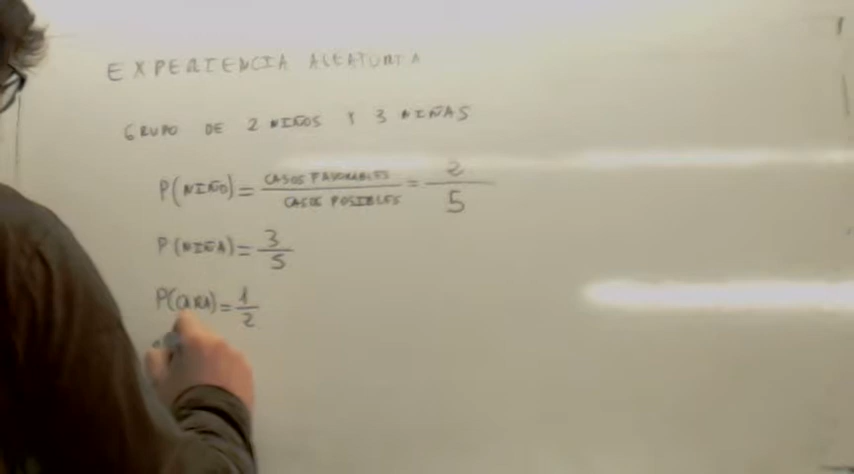 EXPERIENCIA ALEATORIA
GRUPO DE 2 NIÑOS Y 3 NIÑAS
P(NIÑO) = CASOS FAVORABLES / CASOS POSIBLES = 2 / 5
P(NIÑA) = 3 / 5
P(CARA) = 1 / 2